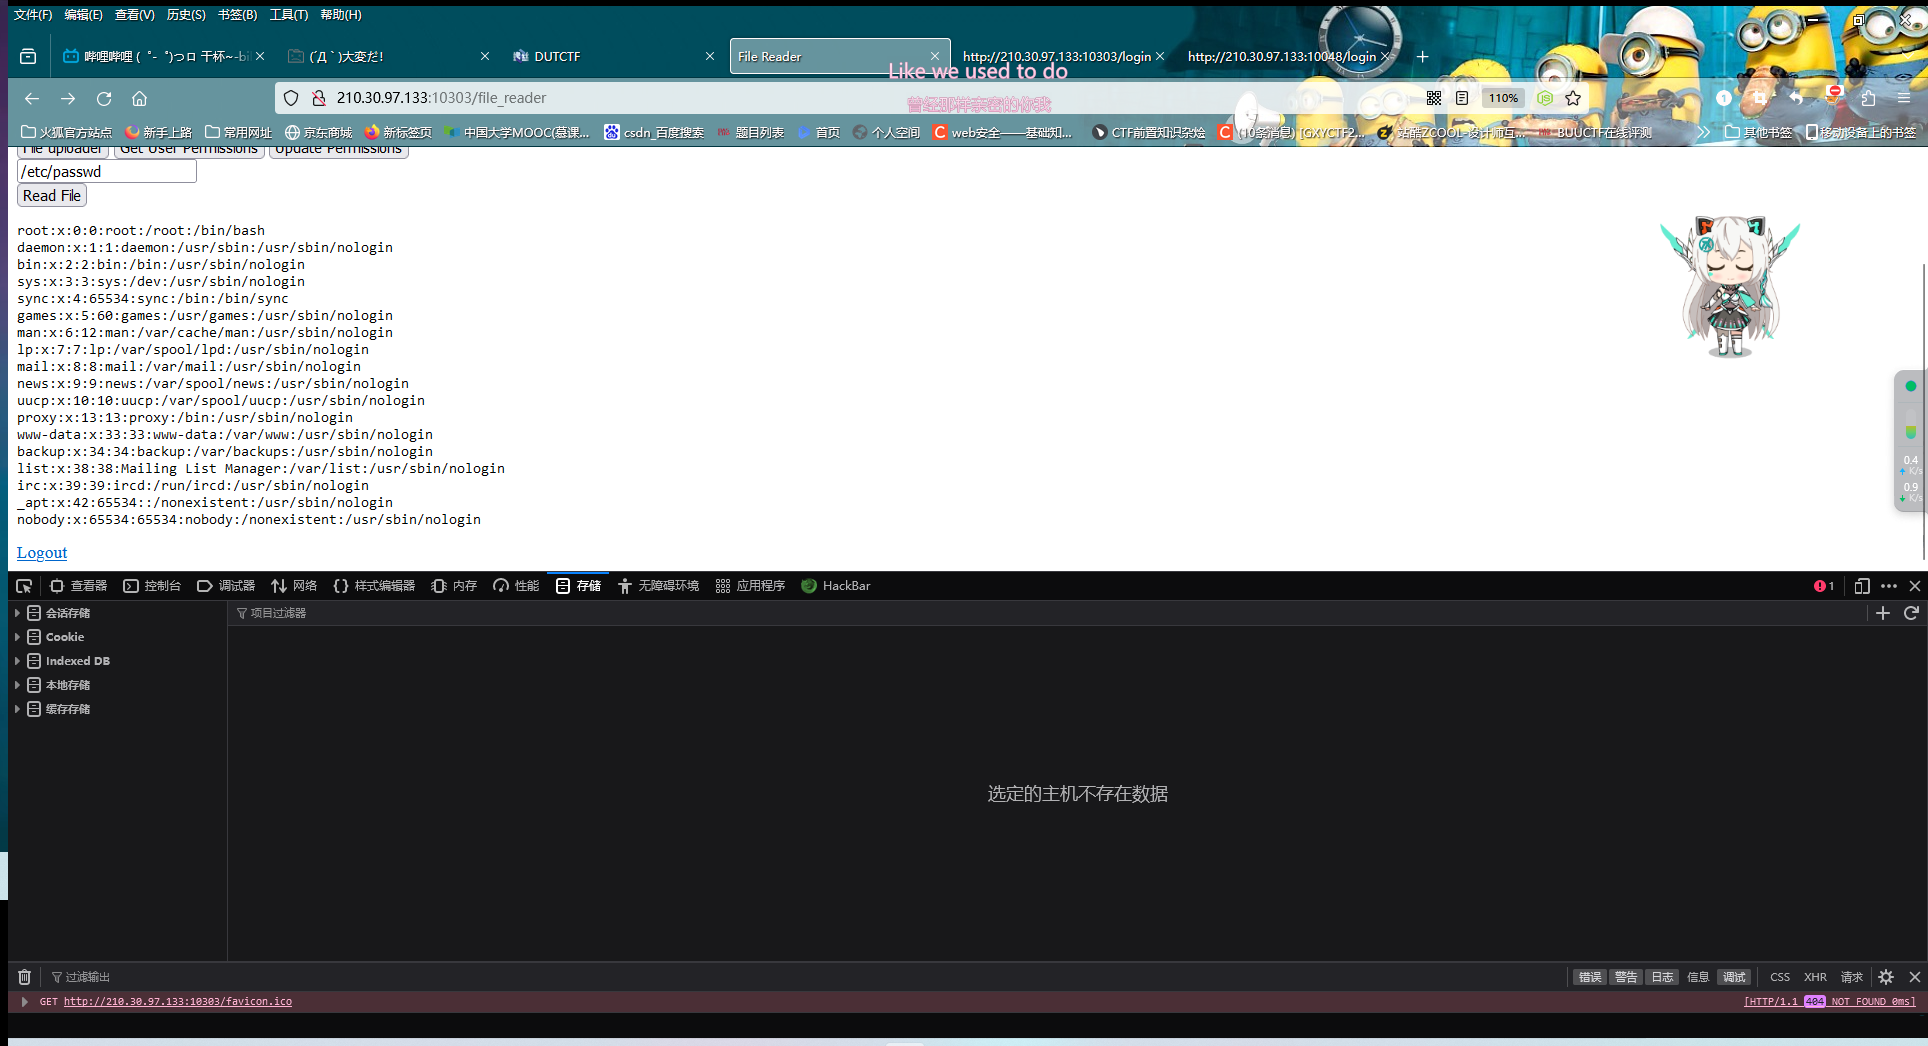 文件(F) 编辑(E) 查看(V) 历史(S) 书签(B) 工具(T) 帮助(H)
哔哩哔哩 (゜-゜)つロ 干杯~-bil
(´Д`)大变だ!
DUTCTF
File Reader
http://210.30.97.133:10303/login
http://210.30.97.133:10048/login
Like we used to do
210.30.97.133:10303/file_reader
曾经那样亲密的你我
110%
火狐官方站点 新手上路 常用网址 京东商城 新标签页 中国大学MOOC(慕课... csdn_百度搜索 题目列表 首页 个人空间 web安全——基础知... CTF前置知识杂烩 (10条消息) [GXYCTF2... 站酷ZCOOL-设计师互... BUUCTF在线评测 其他书签 移动设备上的书签
File uploader Get User Permissions Update Permissions
/etc/passwd
Read File
root:x:0:0:root:/root:/bin/bash
daemon:x:1:1:daemon:/usr/sbin:/usr/sbin/nologin
bin:x:2:2:bin:/bin:/usr/sbin/nologin
sys:x:3:3:sys:/dev:/usr/sbin/nologin
sync:x:4:65534:sync:/bin:/bin/sync
games:x:5:60:games:/usr/games:/usr/sbin/nologin
man:x:6:12:man:/var/cache/man:/usr/sbin/nologin
lp:x:7:7:lp:/var/spool/lpd:/usr/sbin/nologin
mail:x:8:8:mail:/var/mail:/usr/sbin/nologin
news:x:9:9:news:/var/spool/news:/usr/sbin/nologin
uucp:x:10:10:uucp:/var/spool/uucp:/usr/sbin/nologin
proxy:x:13:13:proxy:/bin:/usr/sbin/nologin
www-data:x:33:33:www-data:/var/www:/usr/sbin/nologin
backup:x:34:34:backup:/var/backups:/usr/sbin/nologin
list:x:38:38:Mailing List Manager:/var/list:/usr/sbin/nologin
irc:x:39:39:ircd:/run/ircd:/usr/sbin/nologin
_apt:x:42:65534::/nonexistent:/usr/sbin/nologin
nobody:x:65534:65534:nobody:/nonexistent:/usr/sbin/nologin
0.4
K/s
0.9
K/s
Logout
查看器 控制台 调试器 网络 样式编辑器 内存 性能 存储 无障碍环境 应用程序 HackBar 1
会话存储
项目过滤器
Cookie
Indexed DB
本地存储
缓存存储
选定的主机不存在数据
过滤输出
错误 警告 日志 信息 调试 CSS XHR 请求
GET http://210.30.97.133:10303/favicon.ico
[HTTP/1.1 404 NOT FOUND 0ms]